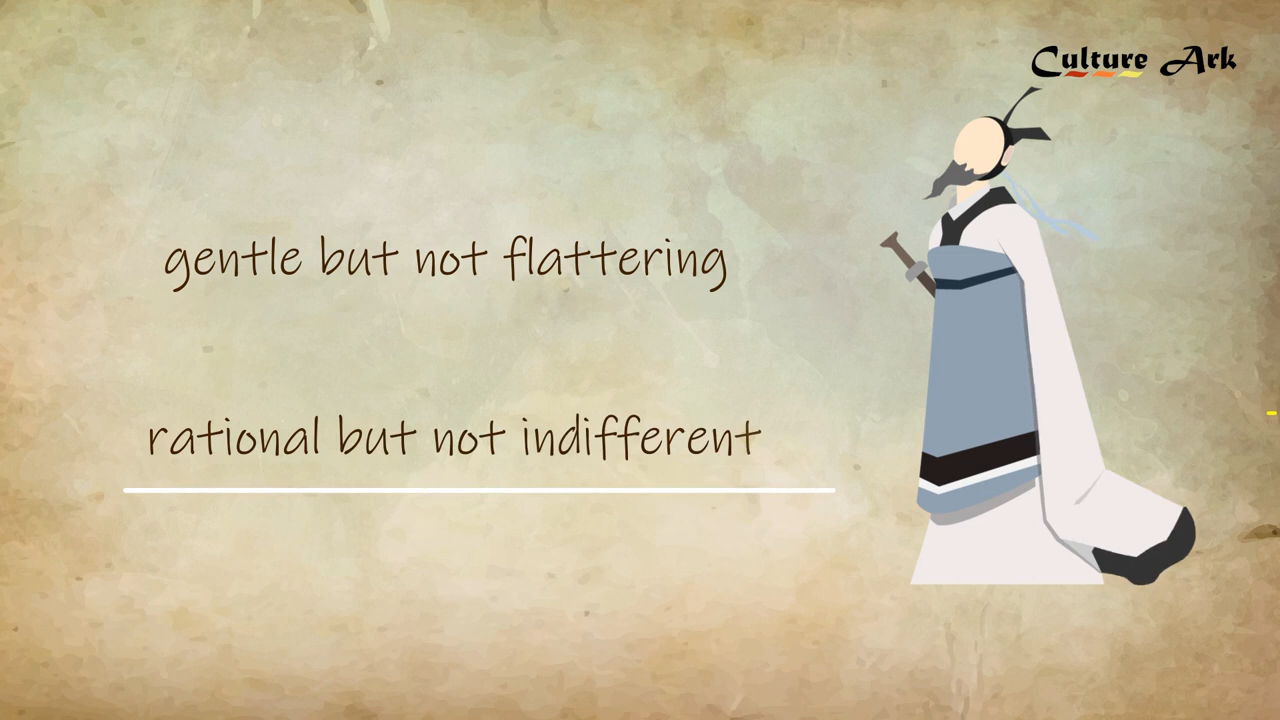 Culture Ark
gentle but not flattering
rational but not indifferent